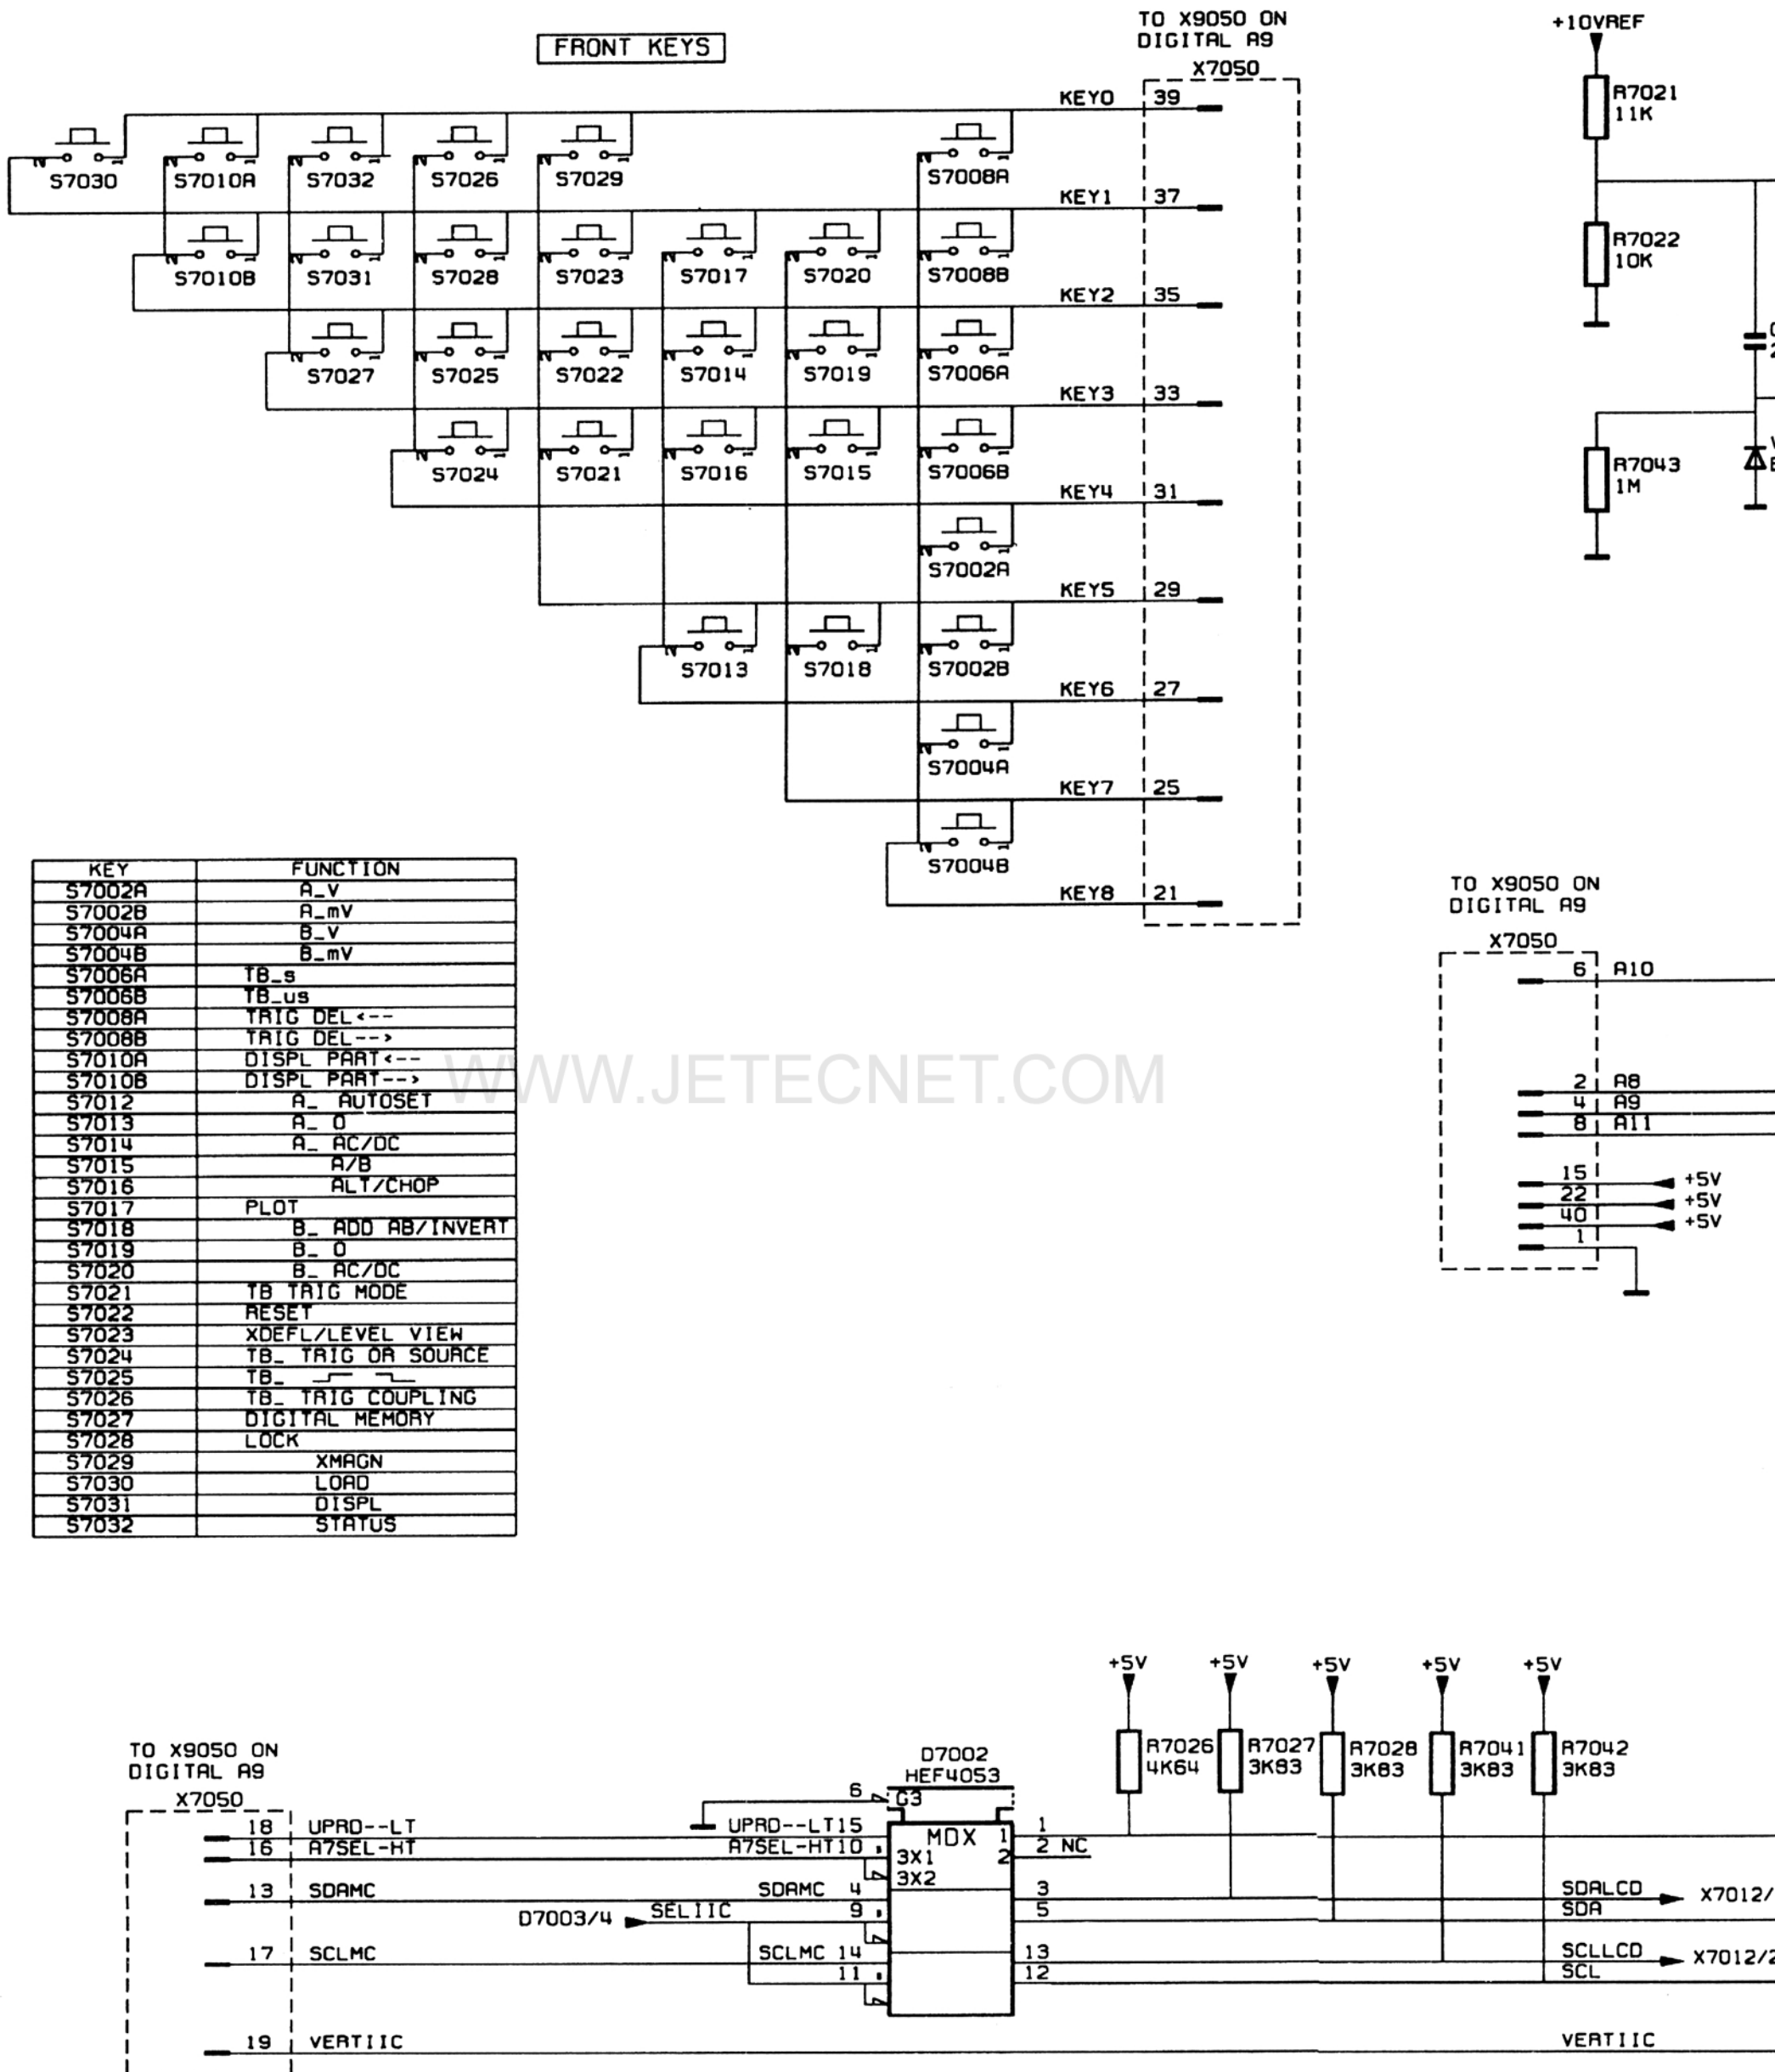 FRONT KEYS
TO X9050 ON
DIGITAL A9
X7050
+10VREF
KEY0 39
R7021
11K
S7030 S7010A S7032 S7026 S7029 S7008A
KEY1 37
R7022
10K
S7010B S7031 S7028 S7023 S7017 S7020 S7008B
KEY2 35
S7027 S7025 S7022 S7014 S7019 S7006A
KEY3 33
S7024 S7021 S7016 S7015 S7006B
R7043
1M
KEY4 31
S7002A
KEY5 29
S7013 S7018 S7002B
KEY6 27
S7004A
KEY7 25
S7004B
KEY8 21
KEY FUNCTION
S7002A A_V
S7002B A_mV
S7004A B_V
S7004B B_mV
S7006A TB_s
S7006B TB_us
S7008A TRIG DEL<--
S7008B TRIG DEL-->
S7010A DISPL PART<--
S7010B DISPL PART-->
S7012 A_ AUTOSET
S7013 A_ 0
S7014 A_ AC/DC
S7015 A/B
S7016 ALT/CHOP
S7017 PLOT
S7018 B_ ADD AB/INVERT
S7019 B_ 0
S7020 B_ AC/DC
S7021 TB TRIG MODE
S7022 RESET
S7023 XDEFL/LEVEL VIEW
S7024 TB_ TRIG OR SOURCE
S7025 TB_
S7026 TB_ TRIG COUPLING
S7027 DIGITAL MEMORY
S7028 LOCK
S7029 XMAGN
S7030 LOAD
S7031 DISPL
S7032 STATUS
WWW.JETECNET.COM
TO X9050 ON
DIGITAL A9
X7050
6 A10
2 A8
4 A9
8 A11
15 +5V
22 +5V
40 +5V
1
+5V +5V +5V +5V +5V
R7026
4K64
R7027
3K83
R7028
3K83
R7041
3K83
R7042
3K83
TO X9050 ON
DIGITAL A9
X7050
D7002
HEF4053
6 G3
18 UPRO--LT UPRO--LT15 MDX 1 1
16 A7SEL-HT A7SEL-HT10 3X1 2 2 NC
3X2
13 SDAMC SDAMC 4 3 SDALCD X7012/
D7003/4 SELIIC 9 5 SDA
17 SCLMC SCLMC 14 13 SCLLCD X7012/2
11 12 SCL
19 VERTIIC VERTIIC